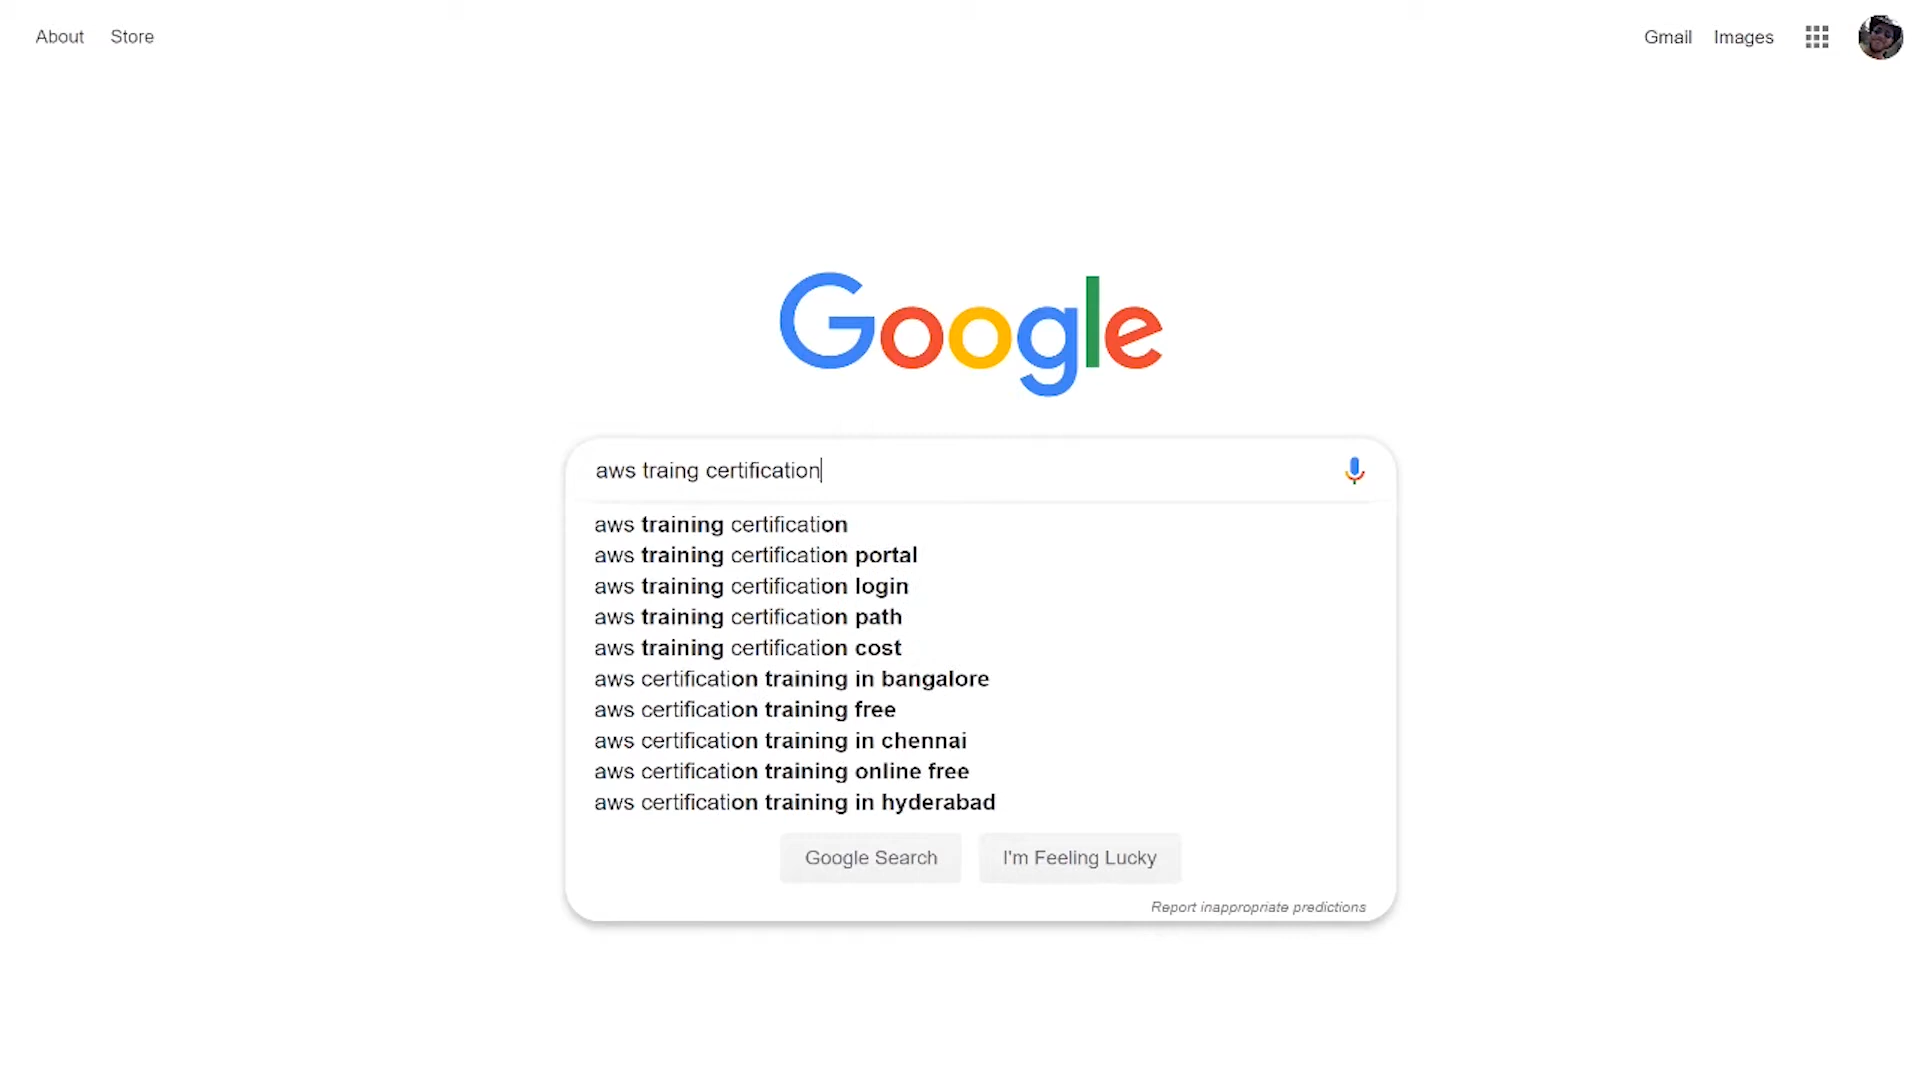 About Store
Gmail Images
Google
aws traing certification
aws training certification
aws training certification portal
aws training certification login
aws training certification path
aws training certification cost
aws certification training in bangalore
aws certification training free
aws certification training in chennai
aws certification training online free
aws certification training in hyderabad
Google Search I'm Feeling Lucky
Report inappropriate predictions